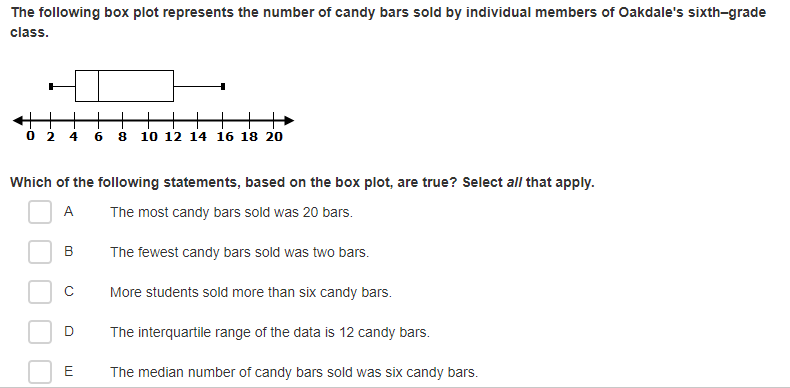 The following box plot represents the number of candy bars sold by individual members of Oakdale's sixth–grade
class.
0 2 4 6 8 10 12 14 16 18 20
Which of the following statements, based on the box plot, are true? Select all that apply.
A The most candy bars sold was 20 bars.
B The fewest candy bars sold was two bars.
C More students sold more than six candy bars.
D The interquartile range of the data is 12 candy bars.
E The median number of candy bars sold was six candy bars.